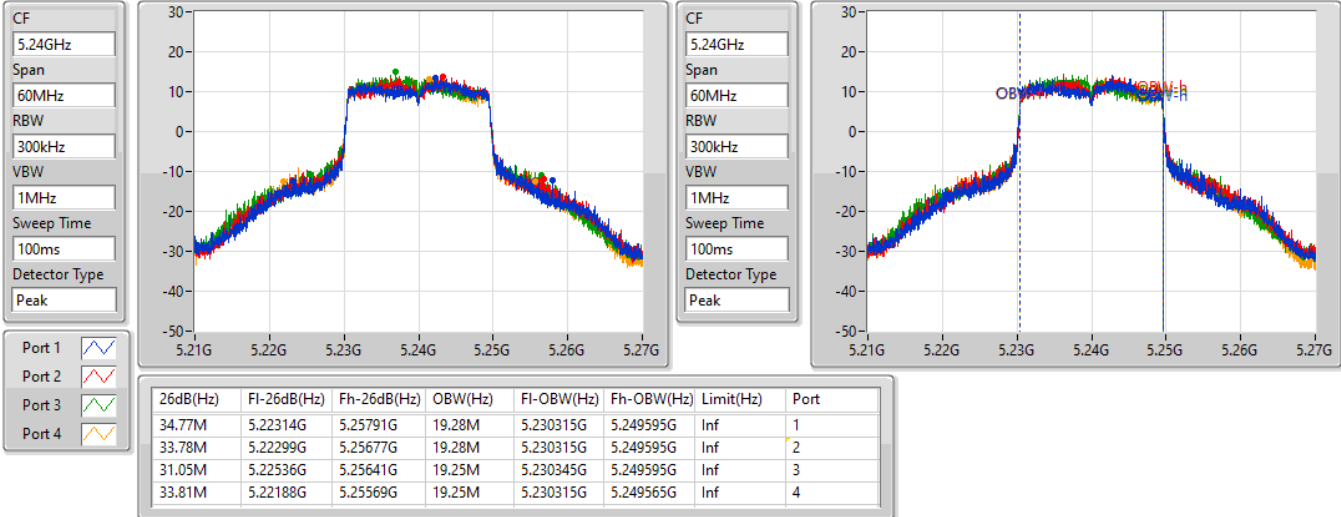 CF
5.24GHz
Span
60MHz
RBW
300kHz
VBW
1MHz
Sweep Time
100ms
Detector Type
Peak
30
20
10
0
-10
-20
-30
-40
-50
5.21G 5.22G 5.23G 5.24G 5.25G 5.26G 5.27G
CF
5.24GHz
Span
60MHz
RBW
300kHz
VBW
1MHz
Sweep Time
100ms
Detector Type
Peak
30
20
10
0
-10
-20
-30
-40
-50
5.21G 5.22G 5.23G 5.24G 5.25G 5.26G 5.27G
Port 1
Port 2
Port 3
Port 4
26dB(Hz) Fl-26dB(Hz) Fh-26dB(Hz) OBW(Hz) Fl-OBW(Hz) Fh-OBW(Hz) Limit(Hz) Port
34.77M 5.22314G 5.25791G 19.28M 5.230315G 5.249595G Inf 1
33.78M 5.22299G 5.25677G 19.28M 5.230315G 5.249595G Inf 2
31.05M 5.22536G 5.25641G 19.25M 5.230345G 5.249595G Inf 3
33.81M 5.22188G 5.25569G 19.25M 5.230315G 5.249565G Inf 4